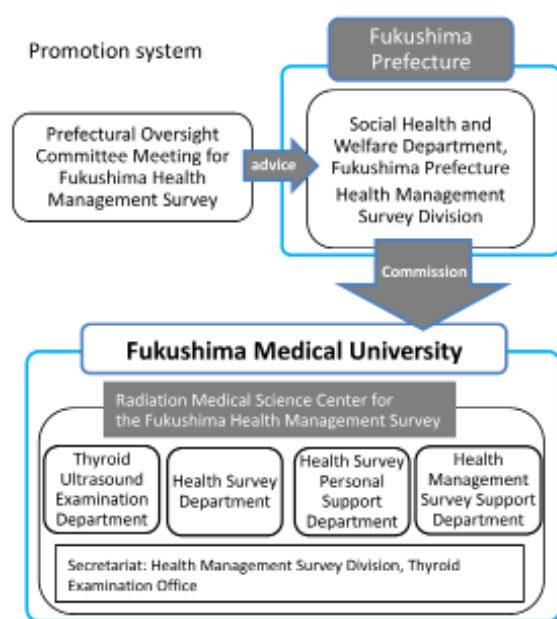 Promotion system
Fukushima
Prefecture
Prefectural Oversight
Committee Meeting for
Fukushima Health
Management Survey
advice
Social Health and
Welfare Department,
Fukushima Prefecture
Health Management
Survey Division
Commission
Fukushima Medical University
Radiation Medical Science Center for
the Fukushima Health Management Survey
Thyroid
Ultrasound
Examination
Department
Health Survey
Department
Health Survey
Personal
Support
Department
Health
Management
Survey Support
Department
Secretariat: Health Management Survey Division, Thyroid
Examination Office